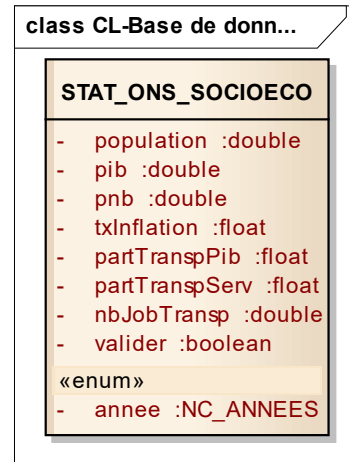 class CL-Base de donn...
STAT_ONS_SOCIOECO
- population :double
- pib :double
- pnb :double
- txInflation :float
- partTranspPib :float
- partTranspServ :float
- nbJobTransp :double
- valider :boolean
«enum»
- annee :NC_ANNEES